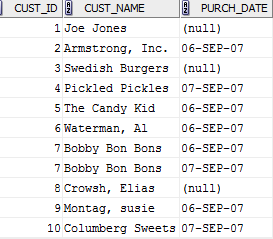 CUST_ID CUST_NAME PURCH_DATE
1 Joe Jones (null)
2 Armstrong, Inc. 06-SEP-07
3 Swedish Burgers (null)
4 Pickled Pickles 07-SEP-07
5 The Candy Kid 06-SEP-07
6 Waterman, Al 06-SEP-07
7 Bobby Bon Bons 06-SEP-07
7 Bobby Bon Bons 07-SEP-07
8 Crowsh, Elias (null)
9 Montag, susie 06-SEP-07
10 Columberg Sweets 07-SEP-07